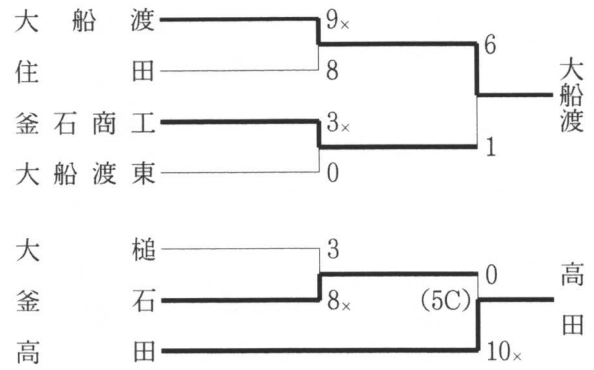 大船渡 9×
住田 8
6
釜石商工 3×
大船渡東 0
1
大船渡
大槌 3
釜石 8×
0
(5C)
高田 10×
高田